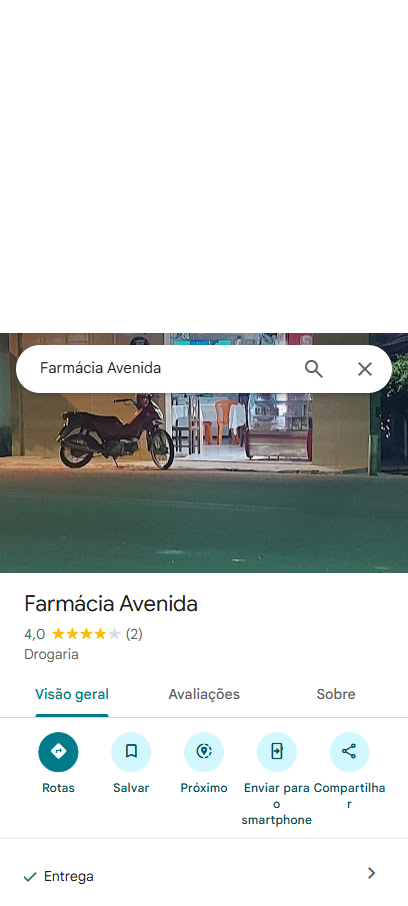 Farmácia Avenida
Farmácia Avenida
4,0 (2)
Drogaria
Visão geral Avaliações Sobre
Rotas Salvar Próximo Enviar para o smartphone Compartilhar
Entrega